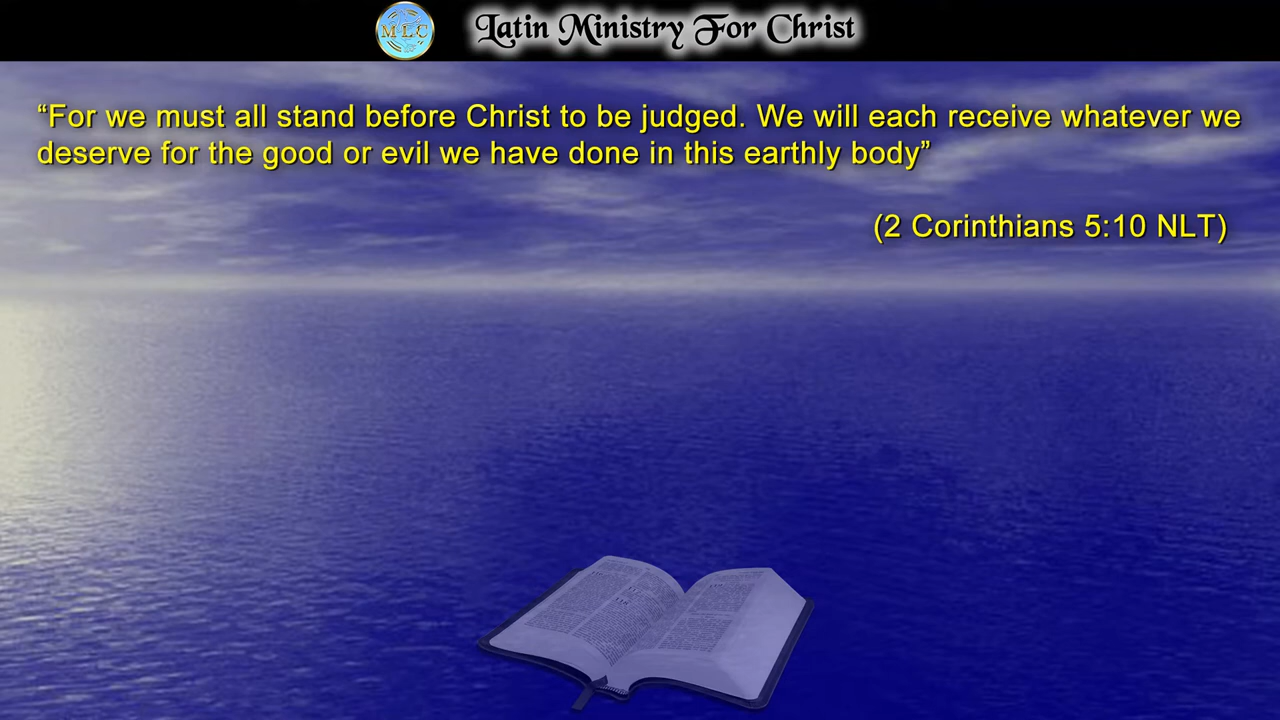 MLC
Latin Ministry For Christ
“For we must all stand before Christ to be judged. We will each receive whatever we
deserve for the good or evil we have done in this earthly body”
(2 Corinthians 5:10 NLT)